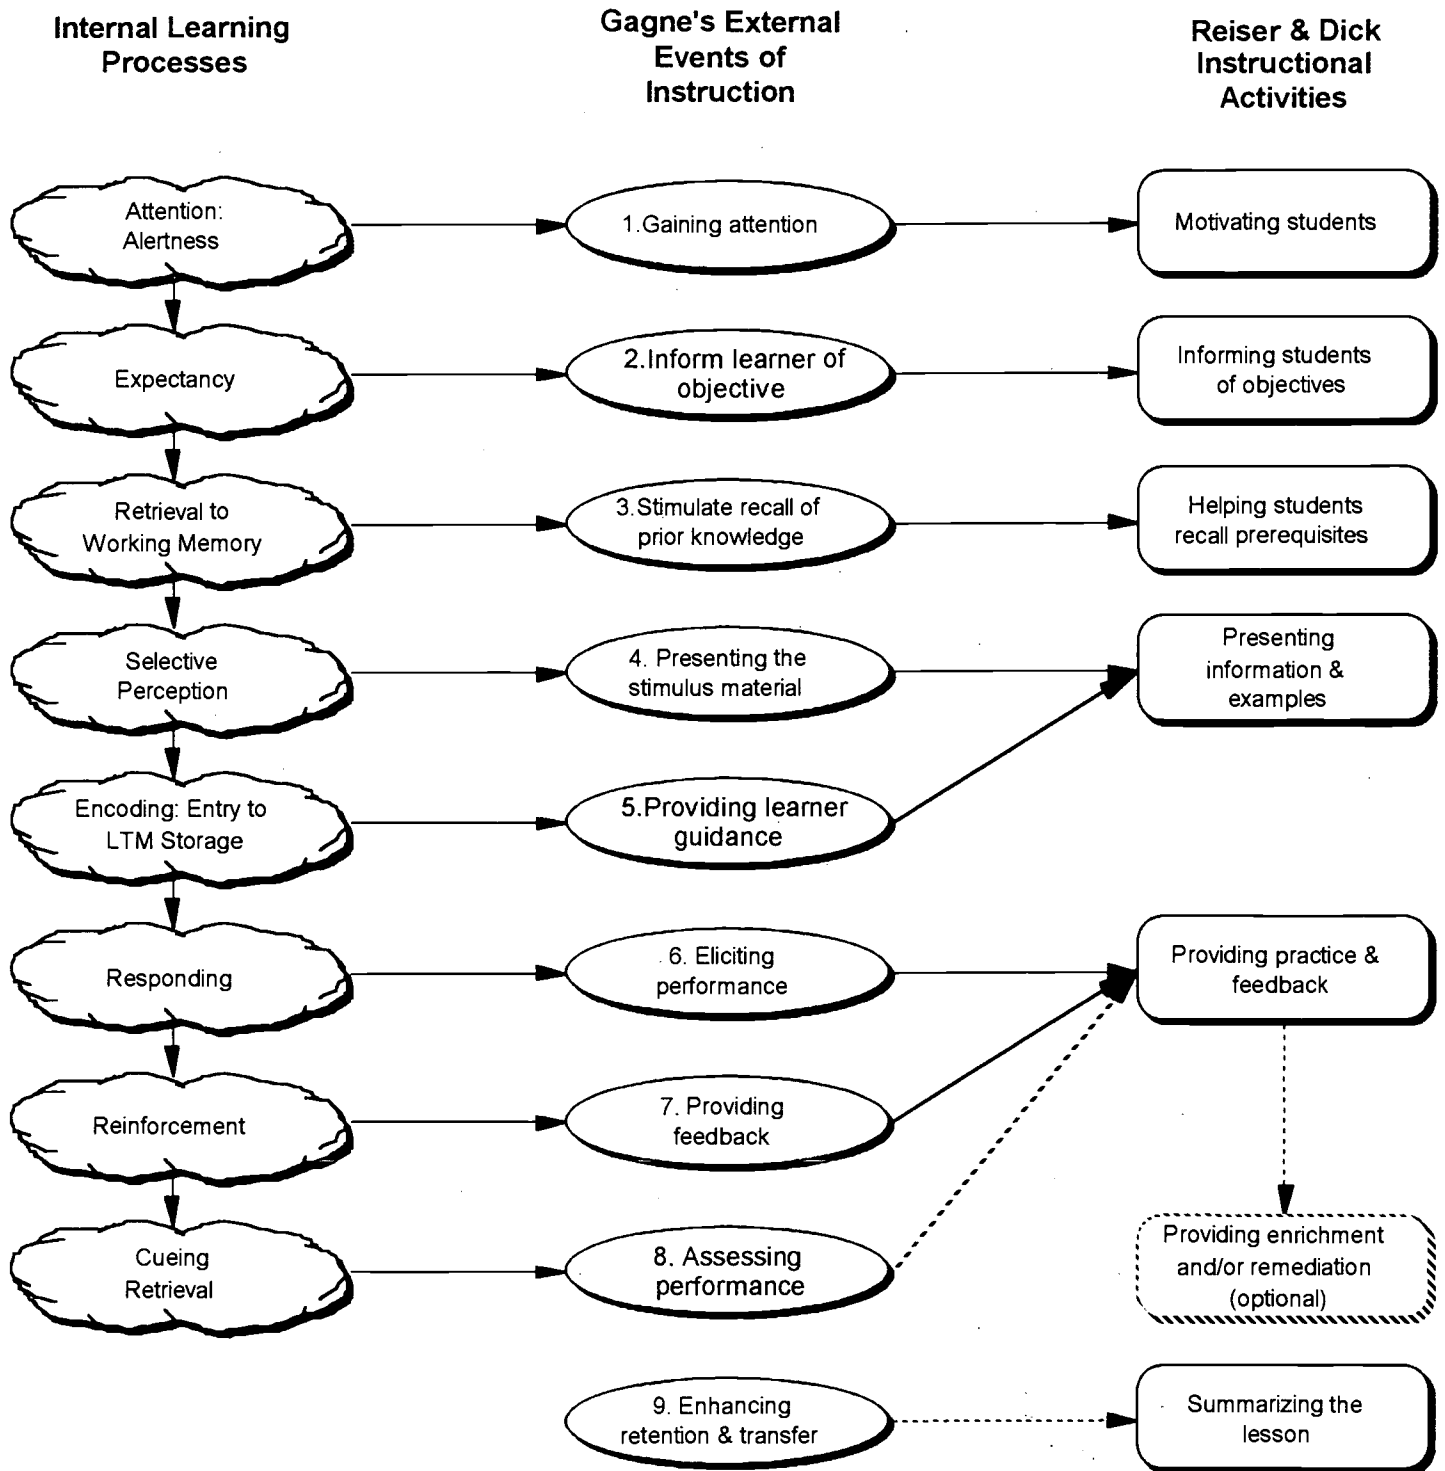 Internal Learning
Processes
Gagne's External
Events of
Instruction
Reiser & Dick
Instructional
Activities
Attention:
Alertness
1.Gaining attention
Motivating students
Expectancy
2.Inform learner of
objective
Informing students
of objectives
Retrieval to
Working Memory
3.Stimulate recall of
prior knowledge
Helping students
recall prerequisites
Selective
Perception
4. Presenting the
stimulus material
Presenting
information &
examples
Encoding: Entry to
LTM Storage
5.Providing learner
guidance
Responding
6. Eliciting
performance
Providing practice &
feedback
Reinforcement
7. Providing
feedback
Cueing
Retrieval
8. Assessing
performance
Providing enrichment
and/or remediation
(optional)
9. Enhancing
retention & transfer
Summarizing the
lesson